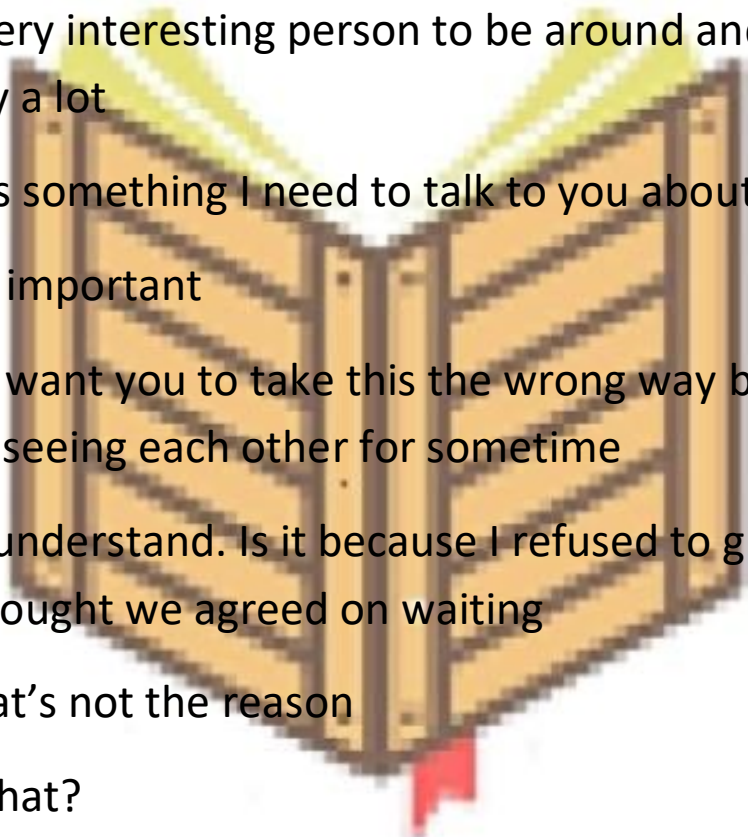 ery interesting person to be around and
y a lot
s something I need to talk to you about
important
want you to take this the wrong way b
seeing each other for sometime
understand. Is it because I refused to g
ought we agreed on waiting
at's not the reason
hat?